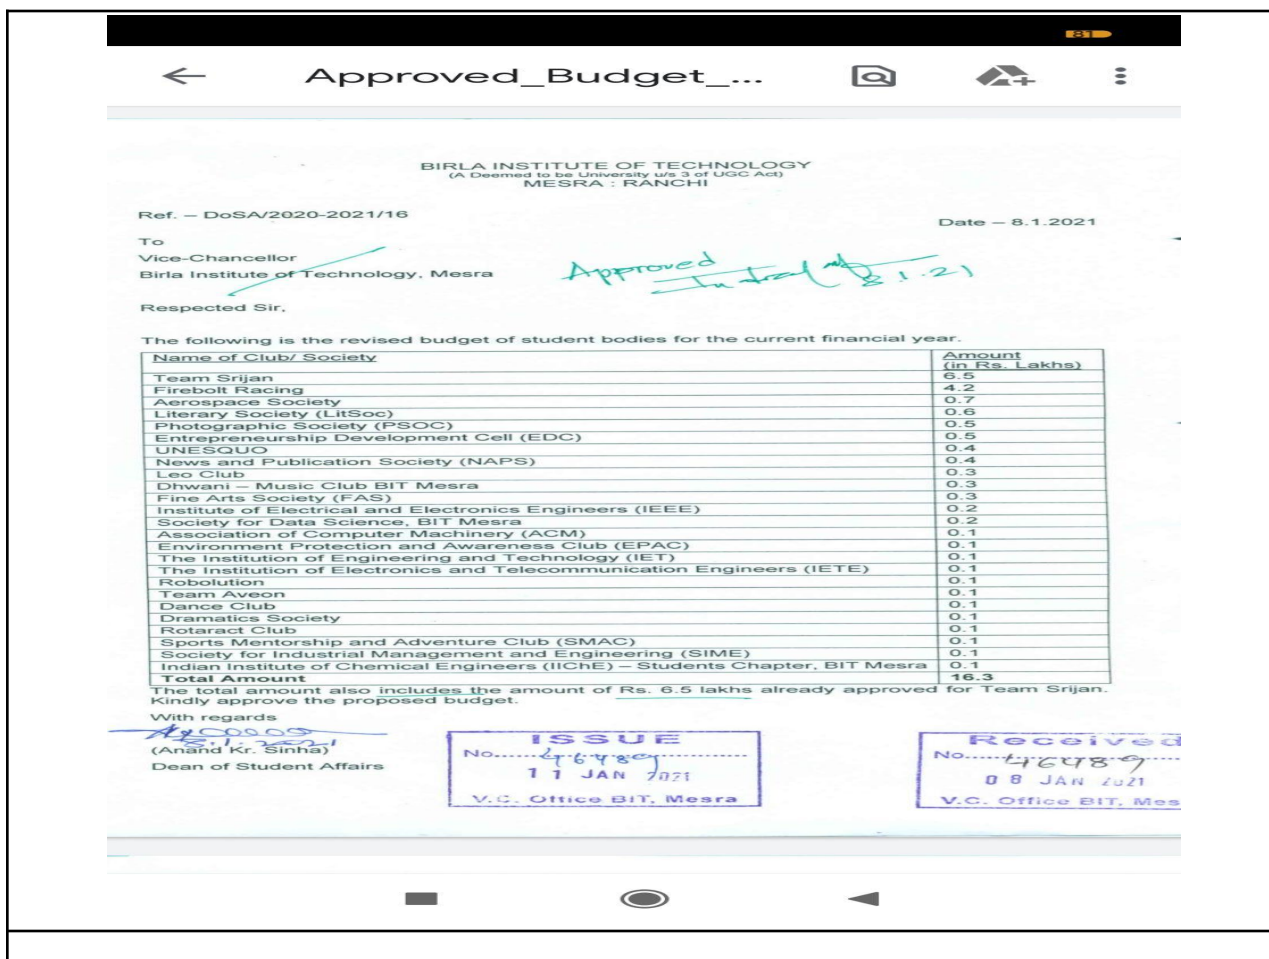 81
Approved_Budget_...
BIRLA INSTITUTE OF TECHNOLOGY
(A Deemed to be University u/s 3 of UGC Act)
MESRA : RANCHI
Ref. – DoSA/2020-2021/16
Date – 8.1.2021
To
Vice-Chancellor
Birla Institute of Technology, Mesra
Approved
8.1.21
Respected Sir,
The following is the revised budget of student bodies for the current financial year.
Name of Club/ Society Amount (in Rs. Lakhs)
Team Srijan 6.5
Firebolt Racing 4.2
Aerospace Society 0.7
Literary Society (LitSoc) 0.6
Photographic Society (PSOC) 0.5
Entrepreneurship Development Cell (EDC) 0.5
UNESQUO 0.4
News and Publication Society (NAPS) 0.4
Leo Club 0.3
Dhwani – Music Club BIT Mesra 0.3
Fine Arts Society (FAS) 0.3
Institute of Electrical and Electronics Engineers (IEEE) 0.2
Society for Data Science, BIT Mesra 0.2
Association of Computer Machinery (ACM) 0.1
Environment Protection and Awareness Club (EPAC) 0.1
The Institution of Engineering and Technology (IET) 0.1
The Institution of Electronics and Telecommunication Engineers (IETE) 0.1
Robolution 0.1
Team Aveon 0.1
Dance Club 0.1
Dramatics Society 0.1
Rotaract Club 0.1
Sports Mentorship and Adventure Club (SMAC) 0.1
Society for Industrial Management and Engineering (SIME) 0.1
Indian Institute of Chemical Engineers (IIChE) – Students Chapter, BIT Mesra 0.1
Total Amount 16.3
The total amount also includes the amount of Rs. 6.5 lakhs already approved for Team Srijan.
Kindly approve the proposed budget.
With regards
8.1.2021
(Anand Kr. Sinha)
Dean of Student Affairs
ISSUE
No. 46489
11 JAN 2021
V.C. Office BIT, Mesra
Received
No. 46489
08 JAN 2021
V.C. Office BIT, Mes